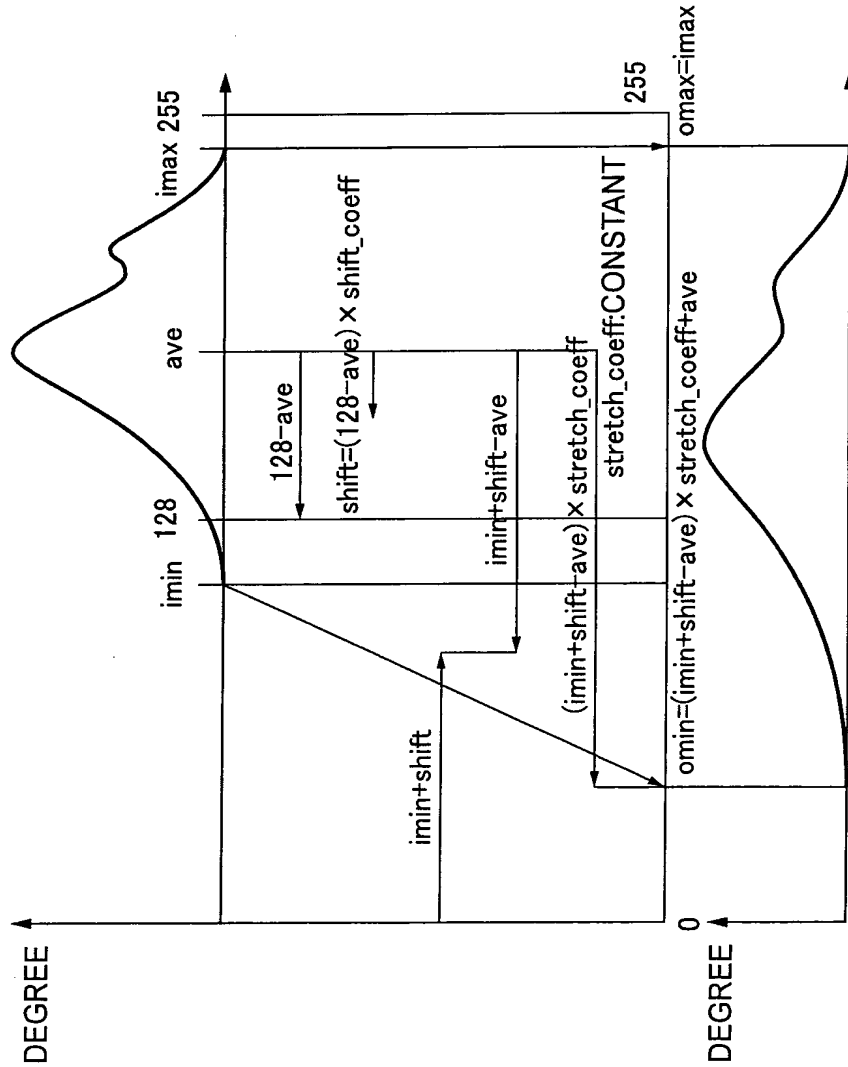 DEGREE
imin
128
ave
imax
255
128-ave
shift=(128-ave)×shift_coeff
imin+shift
imin+shift-ave
(imin+shift-ave)×stretch_coeff
stretch_coeff:CONSTANT
255
0
omin=(imin+shift-ave)×stretch_coeff+ave
omax=imax
DEGREE